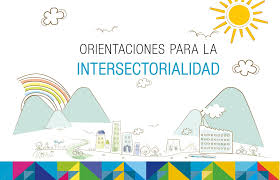 ORIENTACIONES PARA LA
INTERSECTORIALIDAD